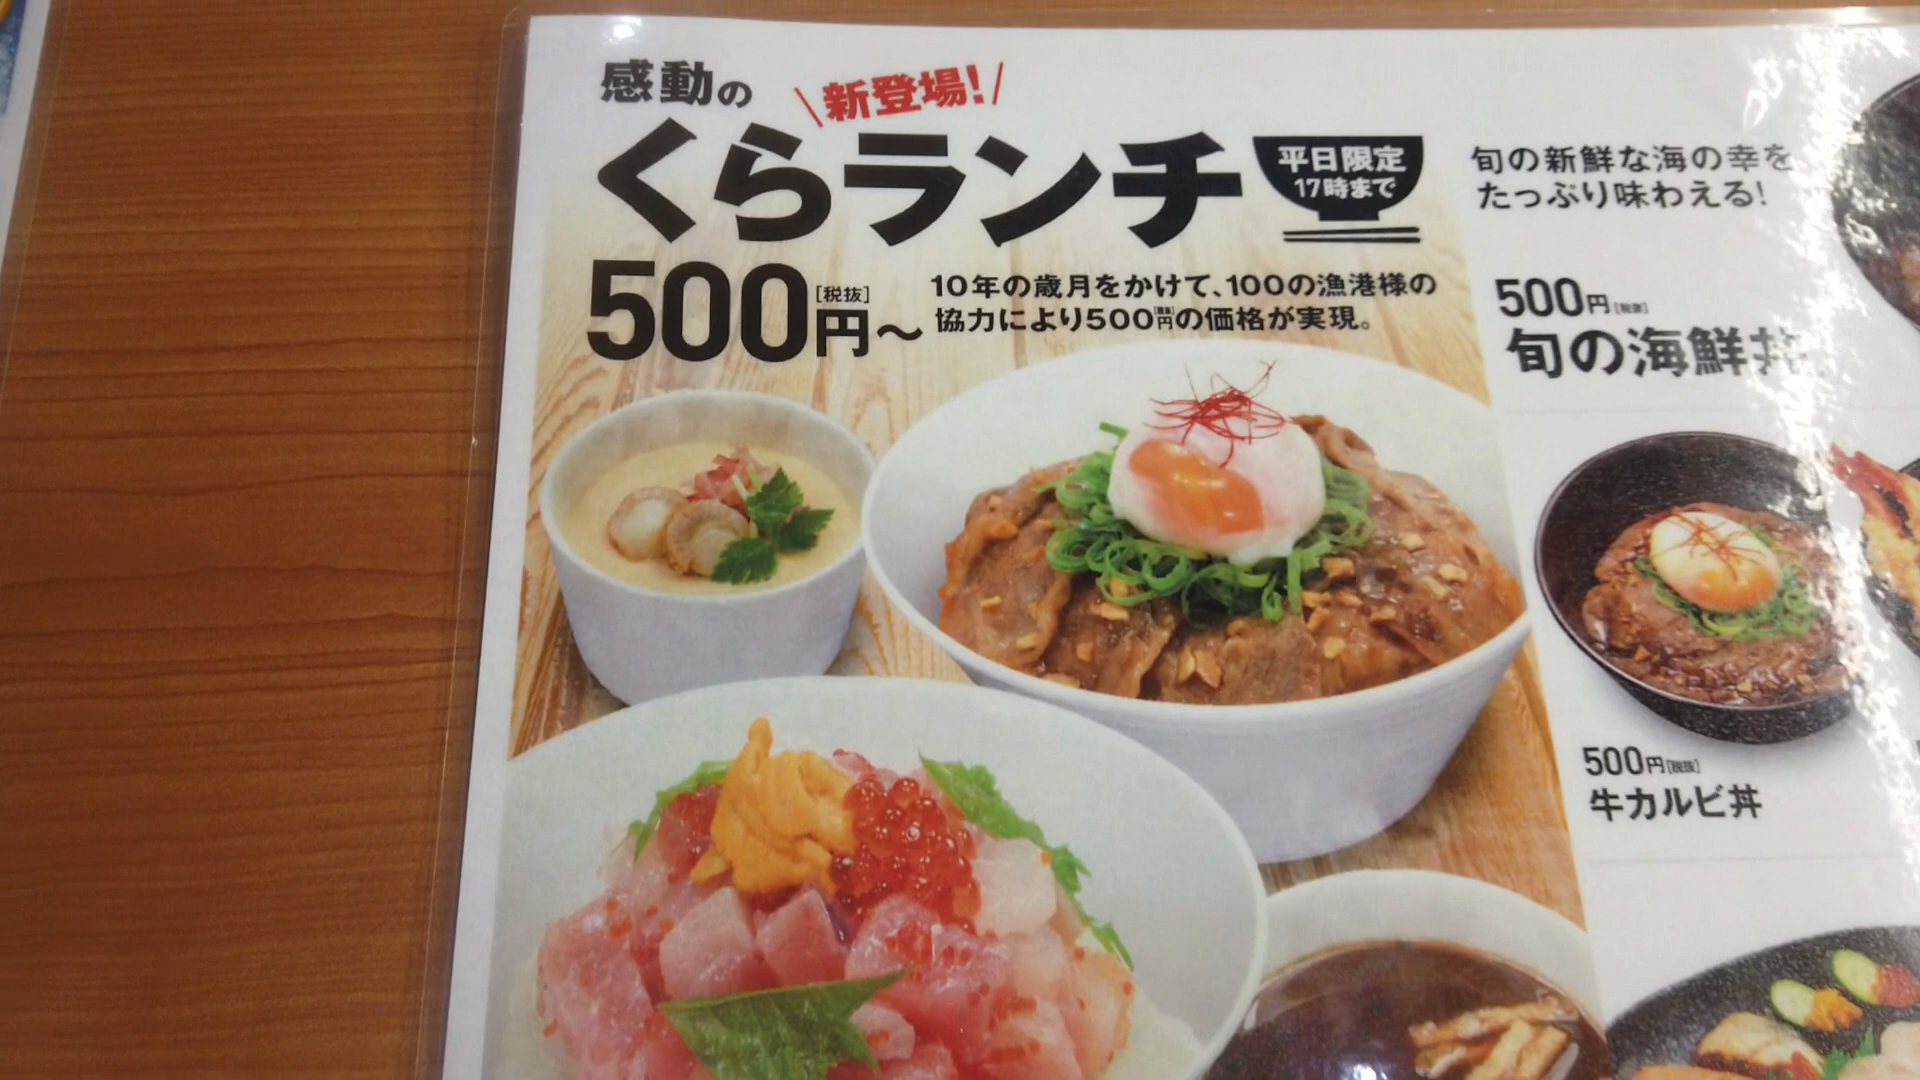 感動の
新登場!
くらランチ
平日限定
17時まで
500円[税抜]～
10年の歳月をかけて、100の漁港様の
協力により500円の価格が実現。
旬の新鮮な海の幸を
たっぷり味わえる!
500円[税抜]
旬の海鮮丼
500円[税抜]
牛カルビ丼